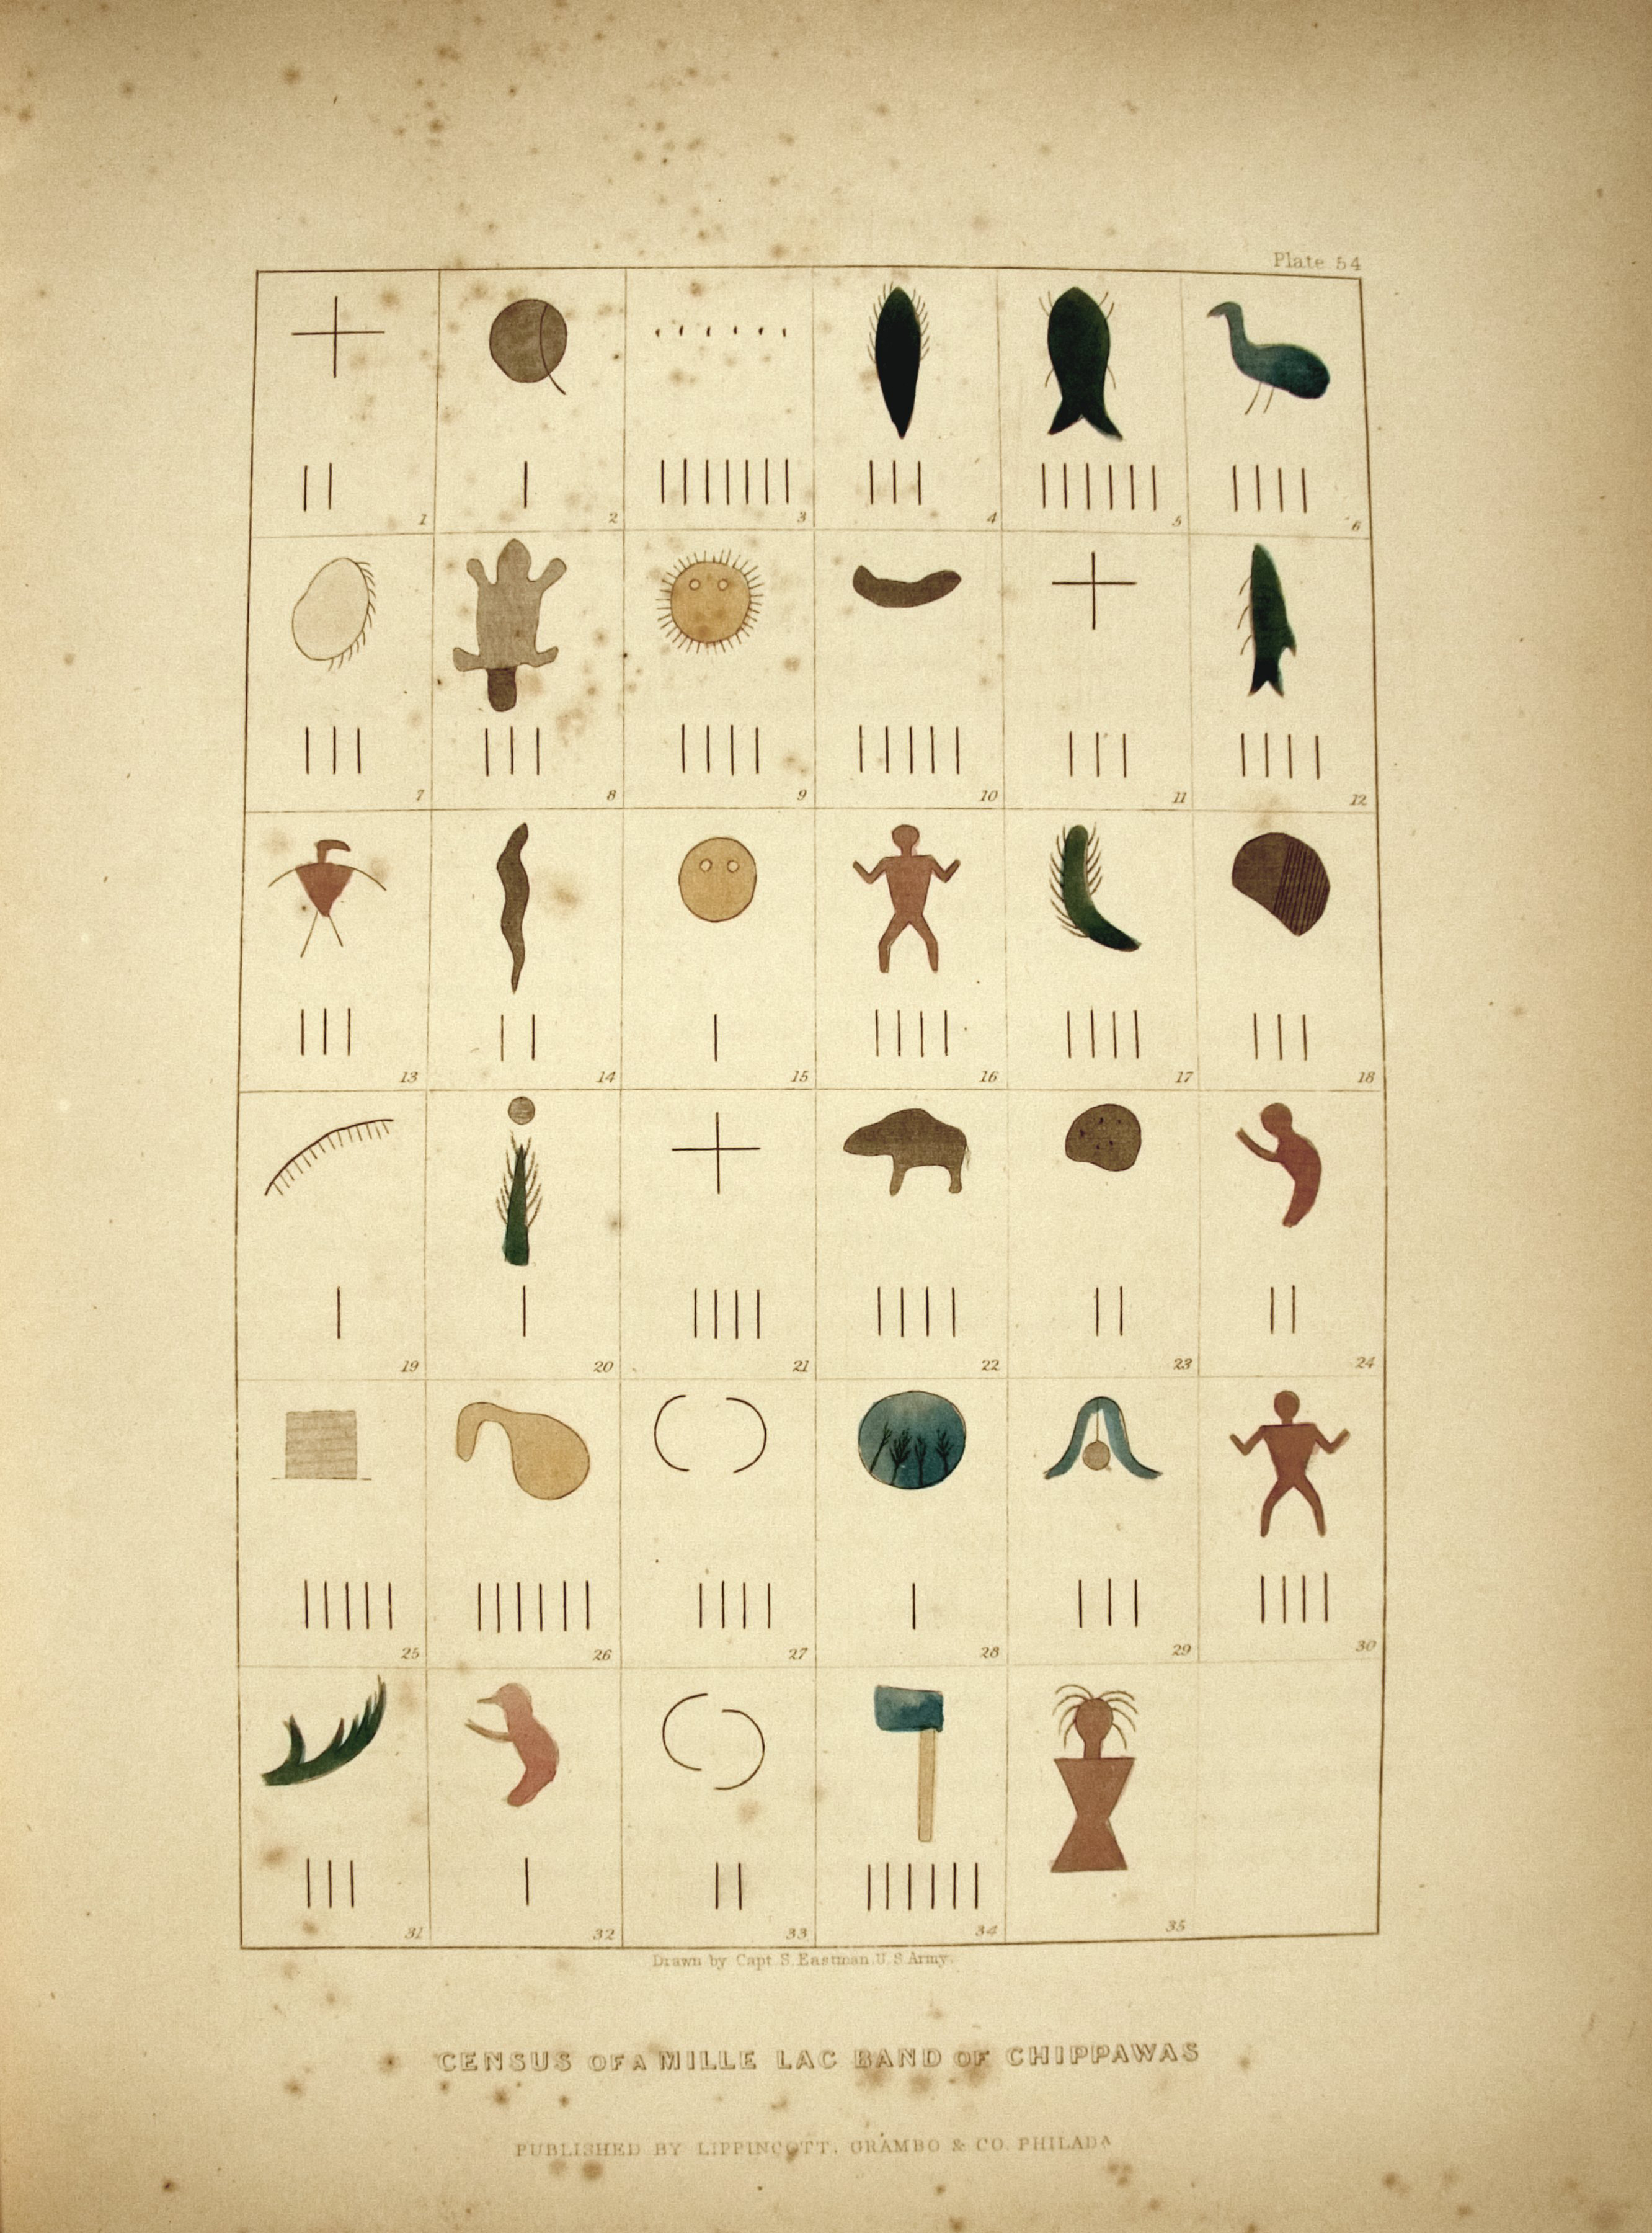 Plate 54
1 2 3 4 5 6
7 8 9 10 11 12
13 14 15 16 17 18
19 20 21 22 23 24
25 26 27 28 29 30
31 32 33 34 35
Drawn by Capt. S. Eastman. U. S. Army.
CENSUS OF A MILLE LAC BAND OF CHIPPAWAS
PUBLISHED BY LIPPINCOTT, GRAMBO & CO. PHILADA